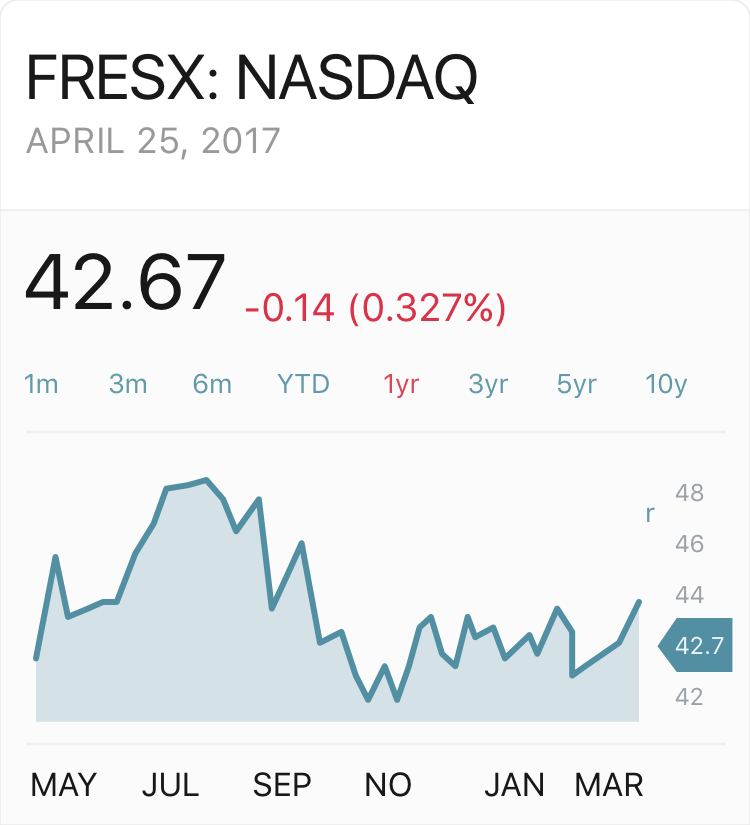 FRESX: NASDAQ
APRIL 25, 2017
42.67 -0.14 (0.327%)
1m 3m 6m YTD 1yr 3yr 5yr 10y
r
48
46
44
42.7
42
MAY JUL SEP NO JAN MAR